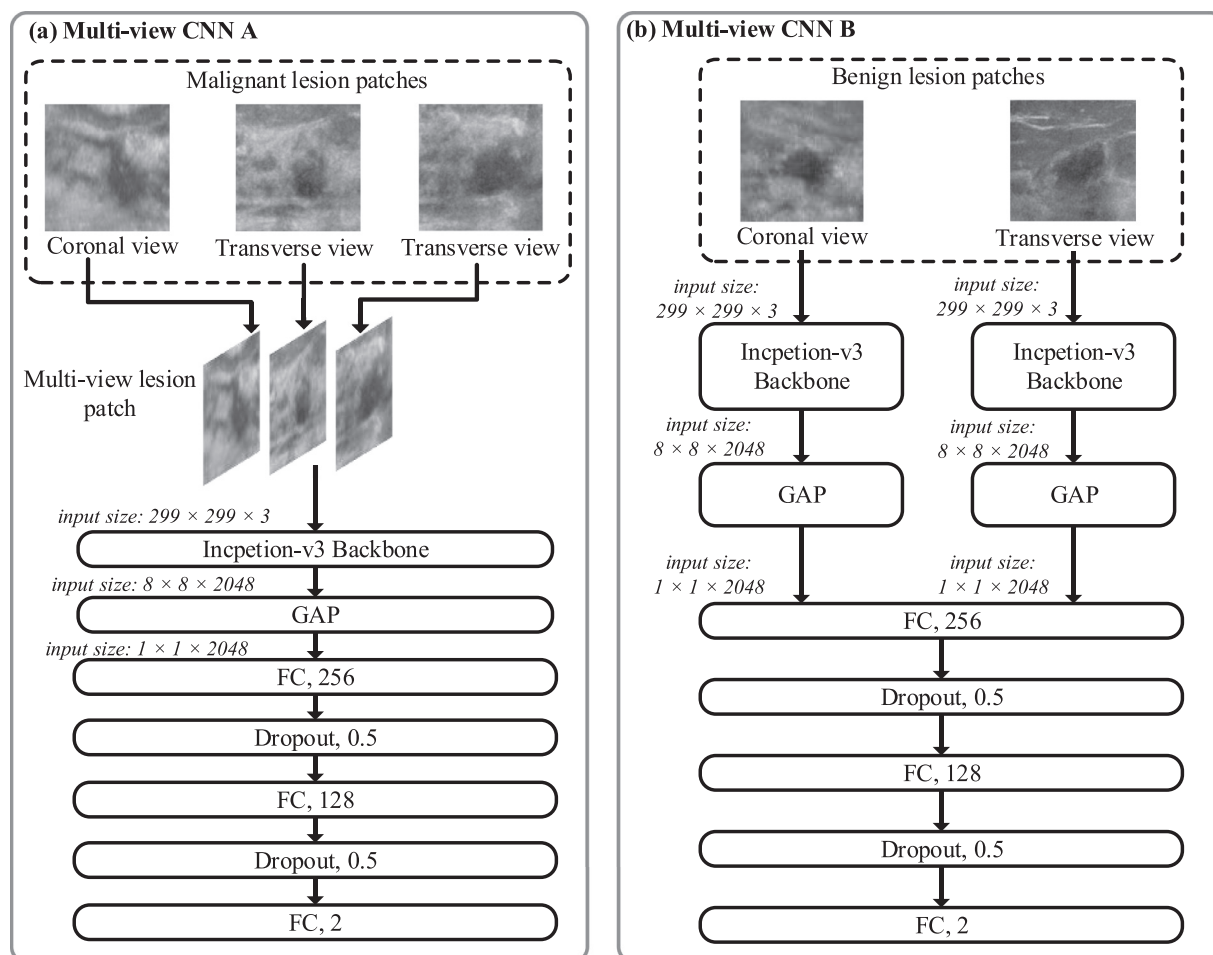 (a) Multi-view CNN A
Malignant lesion patches
Coronal view
Transverse view
Transverse view
Multi-view lesion
patch
input size: 299 × 299 × 3
Incpetion-v3 Backbone
input size: 8 × 8 × 2048
GAP
input size: 1 × 1 × 2048
FC, 256
Dropout, 0.5
FC, 128
Dropout, 0.5
FC, 2
(b) Multi-view CNN B
Benign lesion patches
Coronal view
Transverse view
input size:
299 × 299 × 3
input size:
299 × 299 × 3
Incpetion-v3
Backbone
Incpetion-v3
Backbone
input size:
8 × 8 × 2048
input size:
8 × 8 × 2048
GAP
GAP
input size:
1 × 1 × 2048
input size:
1 × 1 × 2048
FC, 256
Dropout, 0.5
FC, 128
Dropout, 0.5
FC, 2